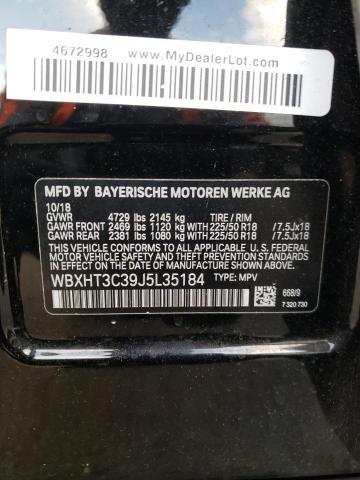 4672998
www.MyDealerLot.com
MFD BY BAYERISCHE MOTOREN WERKE AG
10/18
GVWR 4729 lbs 2145 kg TIRE / RIM
GAWR FRONT 2469 lbs 1120 kg WITH 225/50 R18 /7.5Jx18
GAWR REAR 2381 lbs 1080 kg WITH 225/50 R18 /7.5Jx18
THIS VEHICLE CONFORMS TO ALL APPLICABLE U.S. FEDERAL
MOTOR VEHICLE SAFETY STANDARDS IN EFFECT ON THE DATE
OF MANUFACTURE SHOWN ABOVE.
WBXHT3C39J5L35184 TYPE: MPV
668/9
7 320 730